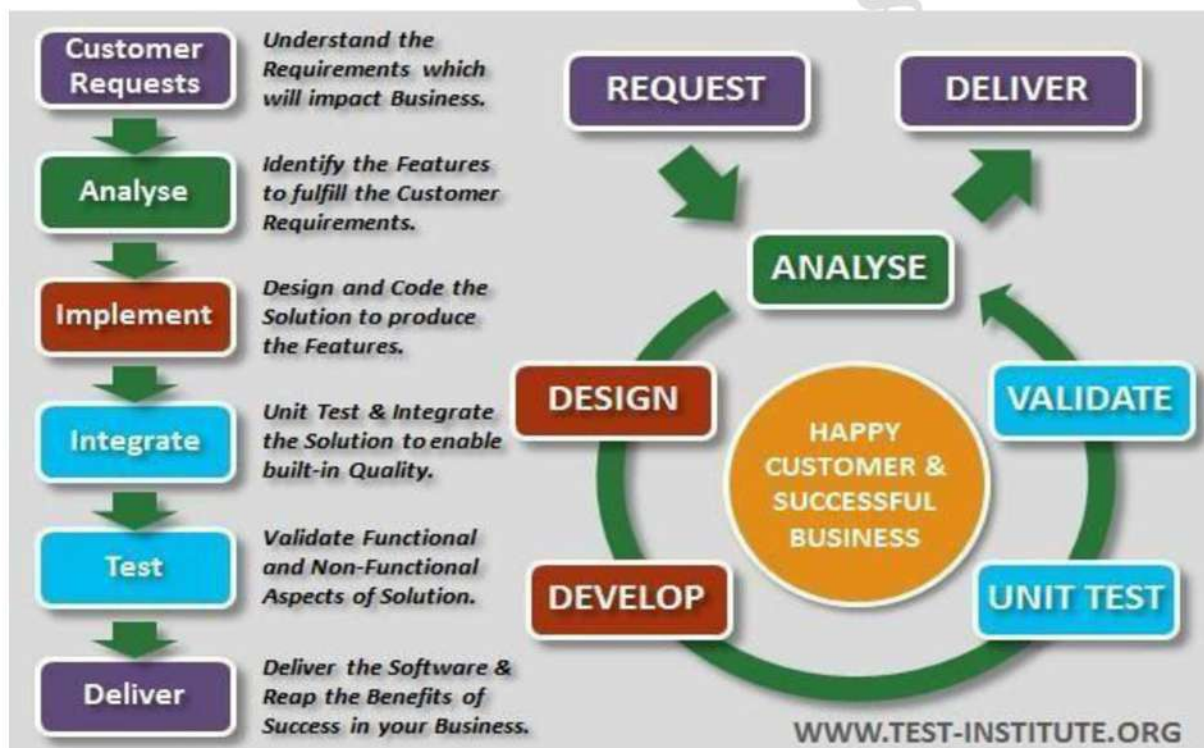 Customer
Requests
Understand the
Requirements which
will impact Business.
Analyse
Identify the Features
to fulfill the Customer
Requirements.
Implement
Design and Code the
Solution to produce
the Features.
Integrate
Unit Test & Integrate
the Solution to enable
built-in Quality.
Test
Validate Functional
and Non-Functional
Aspects of Solution.
Deliver
Deliver the Software &
Reap the Benefits of
Success in your Business.
REQUEST
DELIVER
ANALYSE
DESIGN
VALIDATE
HAPPY
CUSTOMER &
SUCCESSFUL
BUSINESS
DEVELOP
UNIT TEST
WWW.TEST-INSTITUTE.ORG